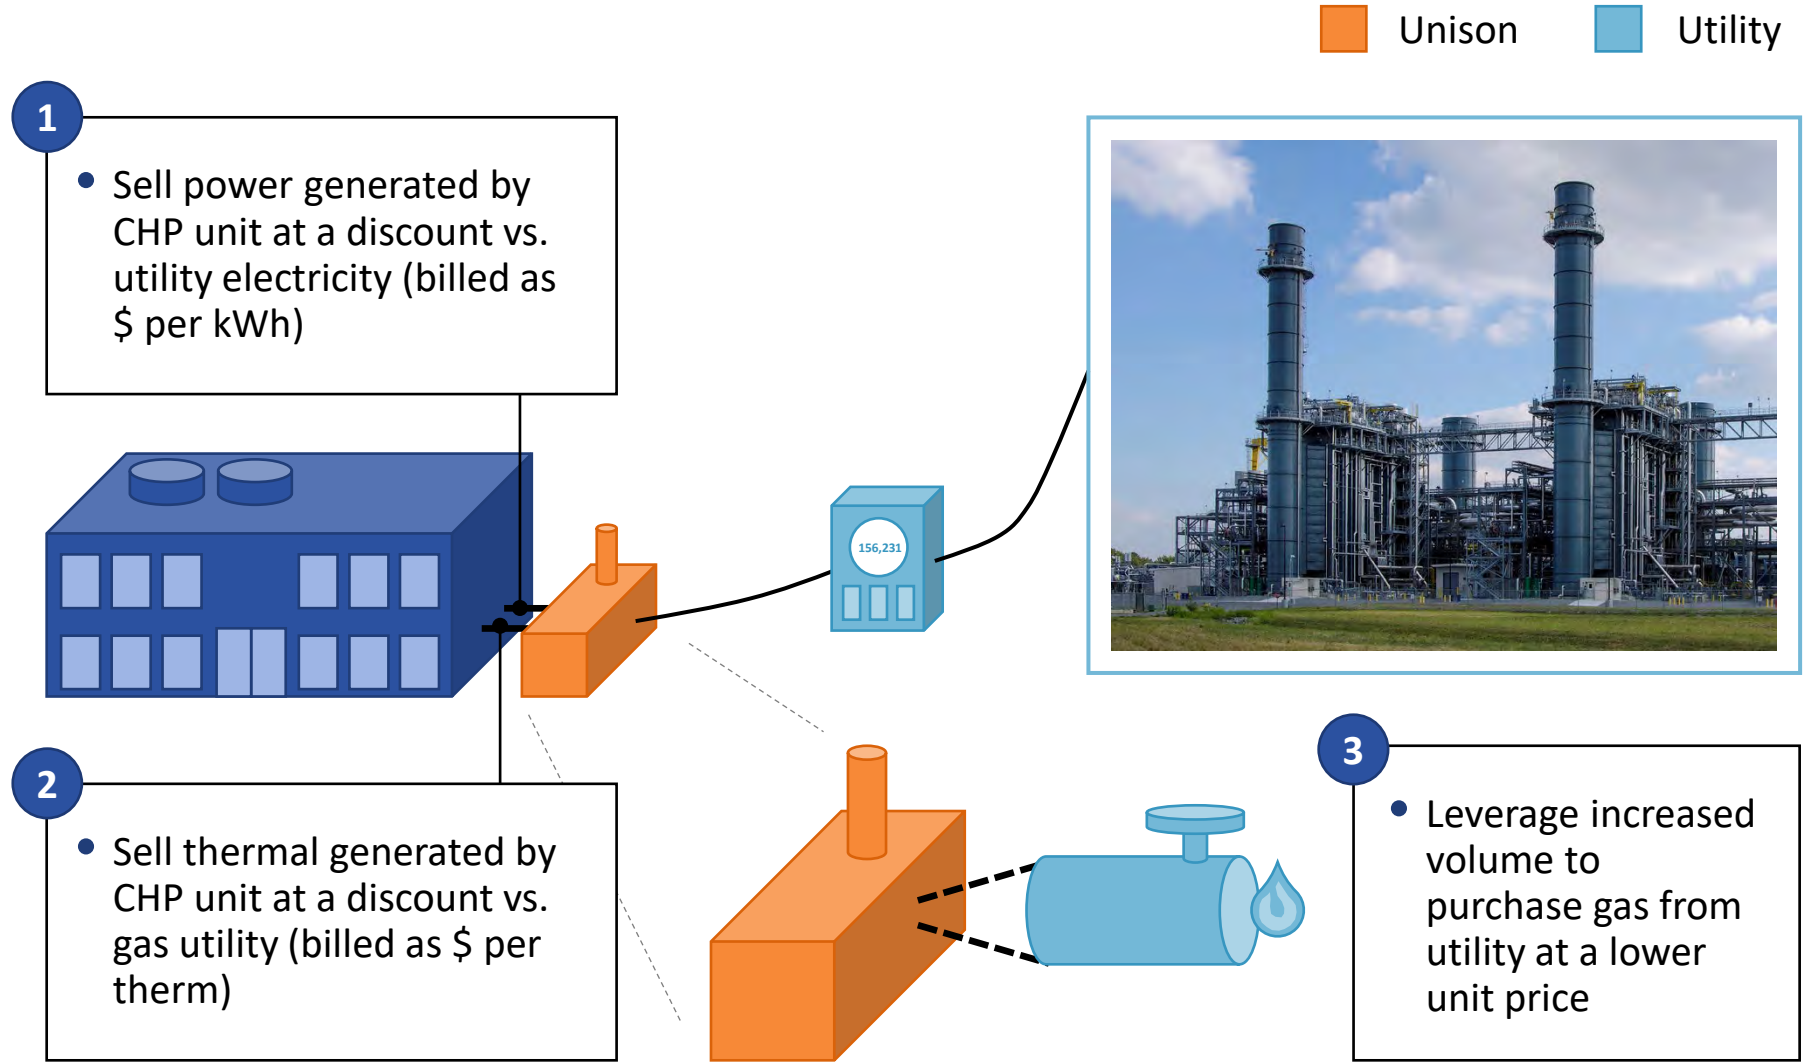 Unison
Utility
1
• Sell power generated by
CHP unit at a discount vs.
utility electricity (billed as
$ per kWh)
156,231
2
• Sell thermal generated by
CHP unit at a discount vs.
gas utility (billed as $ per
therm)
3
• Leverage increased
volume to
purchase gas from
utility at a lower
unit price